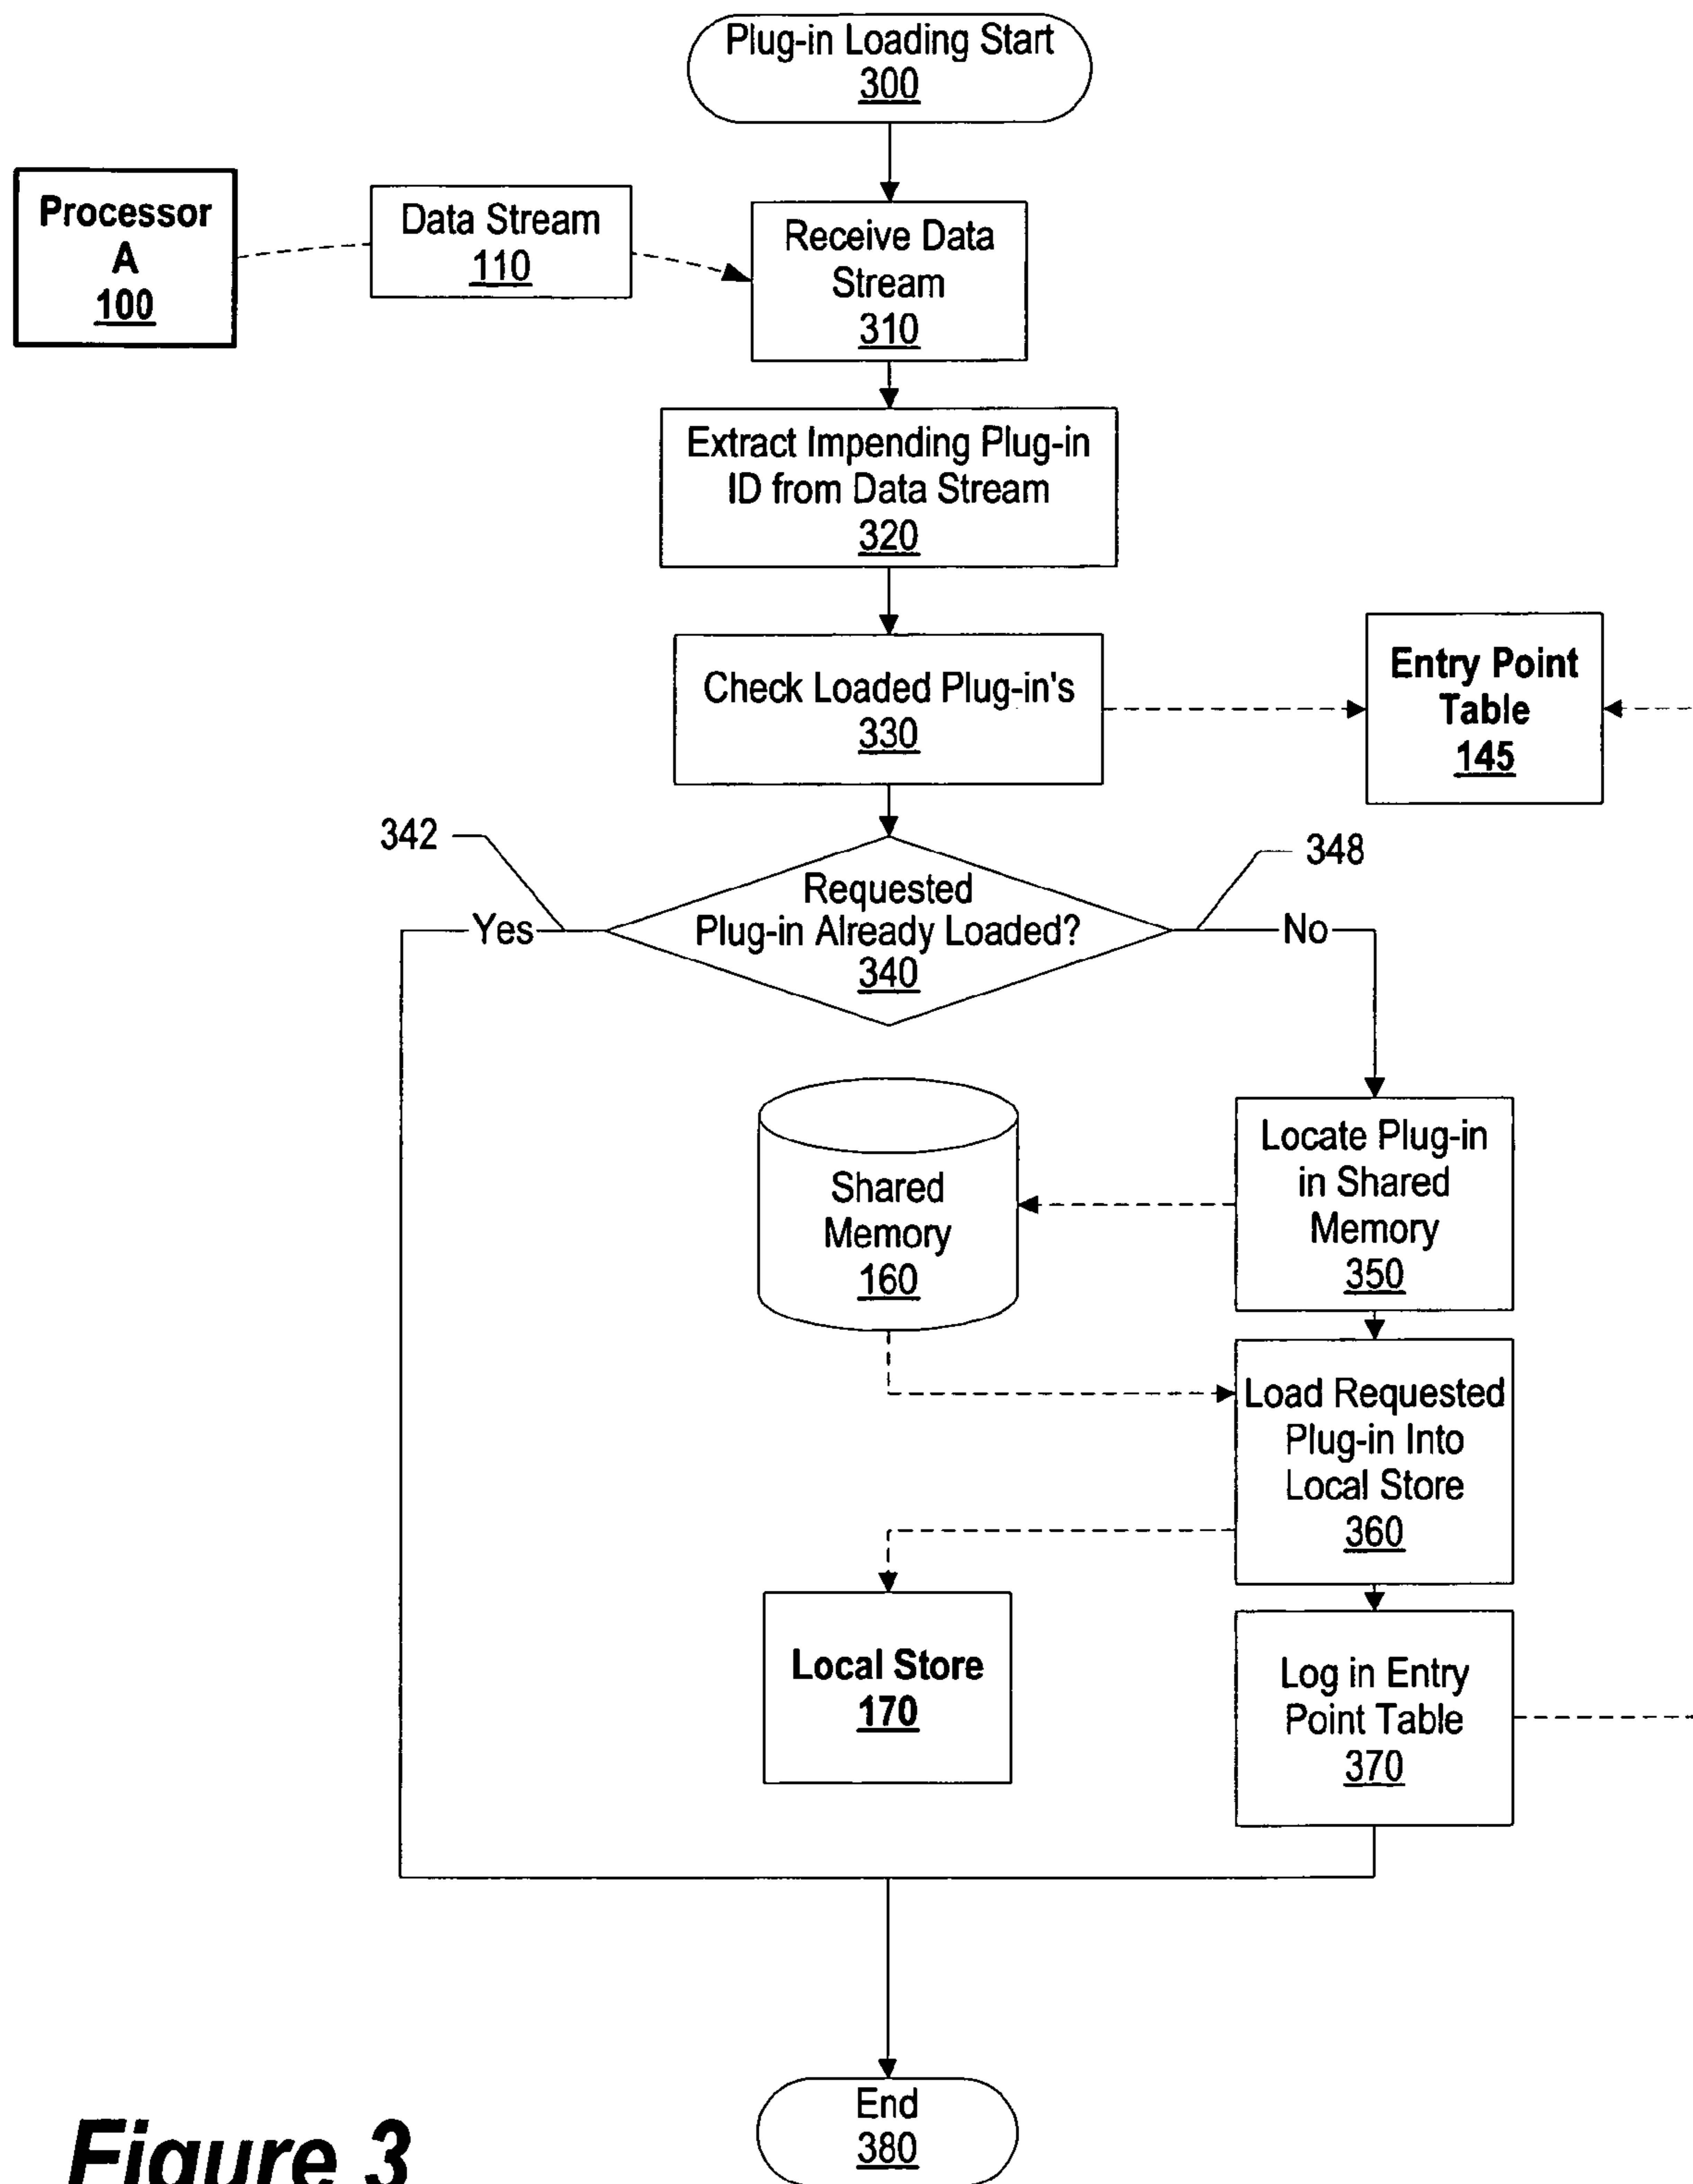 Plug-in Loading Start
300
Processor
A
100
Data Stream
110
Receive Data
Stream
310
Extract Impending Plug-in
ID from Data Stream
320
Check Loaded Plug-in's
330
Entry Point
Table
145
342
348
Requested
Plug-in Already Loaded?
340
Yes
No
Locate Plug-in
in Shared
Memory
350
Shared
Memory
160
Load Requested
Plug-in Into
Local Store
360
Local Store
170
Log in Entry
Point Table
370
End
380
Figure 3